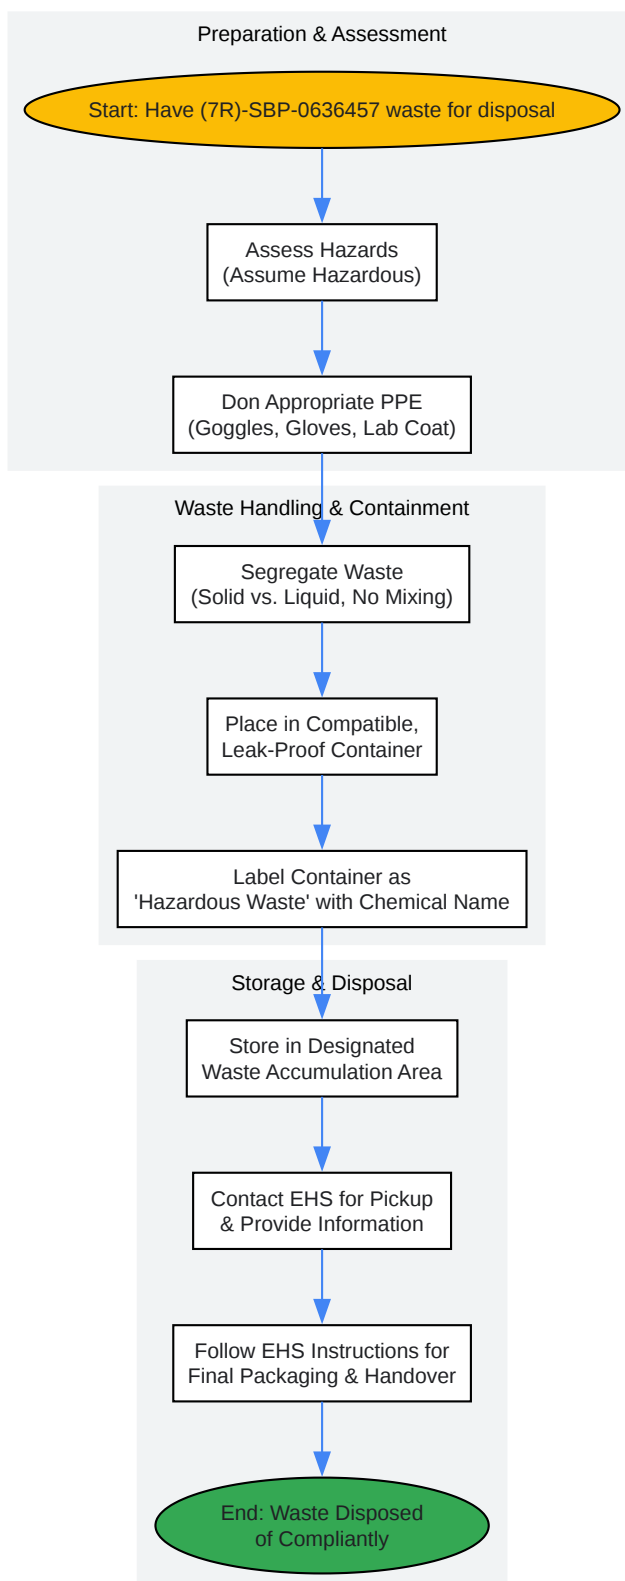 Preparation & Assessment
Start: Have (7R)-SBP-0636457 waste for disposal
Assess Hazards
(Assume Hazardous)
Don Appropriate PPE
(Goggles, Gloves, Lab Coat)
Waste Handling & Containment
Segregate Waste
(Solid vs. Liquid, No Mixing)
Place in Compatible,
Leak-Proof Container
Label Container as
'Hazardous Waste' with Chemical Name
Storage & Disposal
Store in Designated
Waste Accumulation Area
Contact EHS for Pickup
& Provide Information
Follow EHS Instructions for
Final Packaging & Handover
End: Waste Disposed
of Compliantly